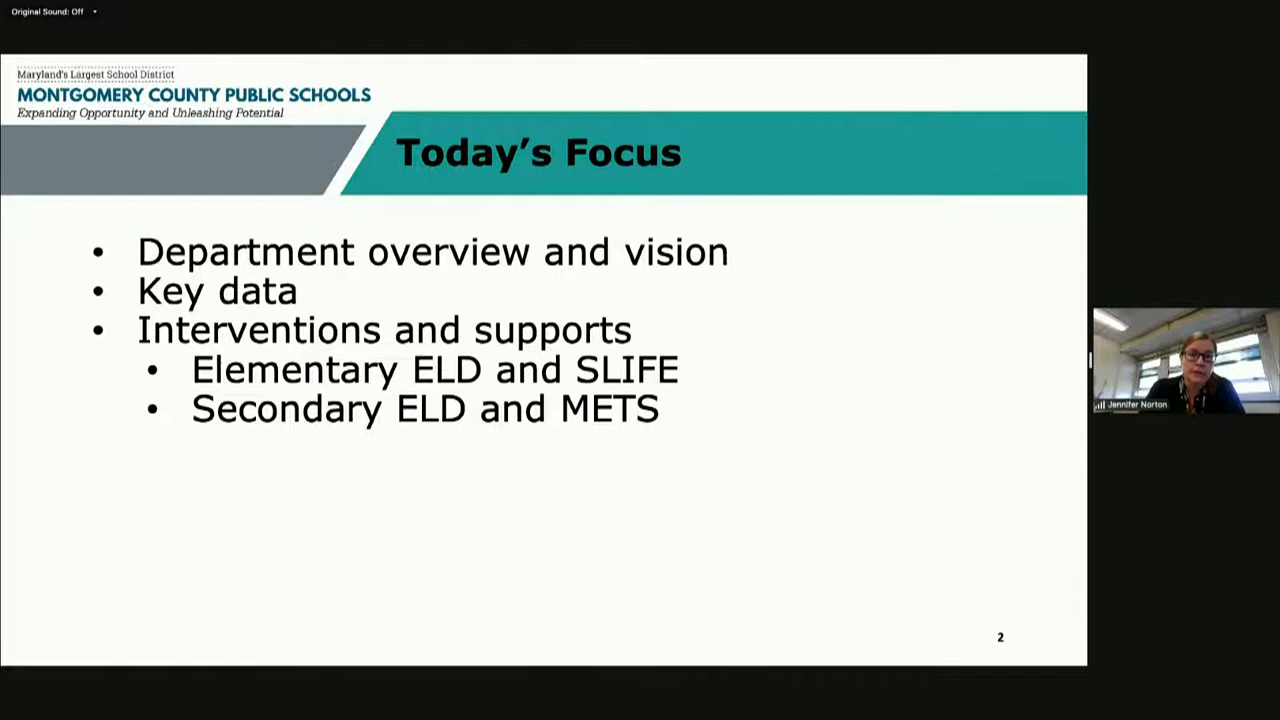 Original Sound: Off
Maryland's Largest School District
MONTGOMERY COUNTY PUBLIC SCHOOLS
Expanding Opportunity and Unleashing Potential
Today's Focus
• Department overview and vision
• Key data
• Interventions and supports
• Elementary ELD and SLIFE
• Secondary ELD and METS
Jennifer Norton
2